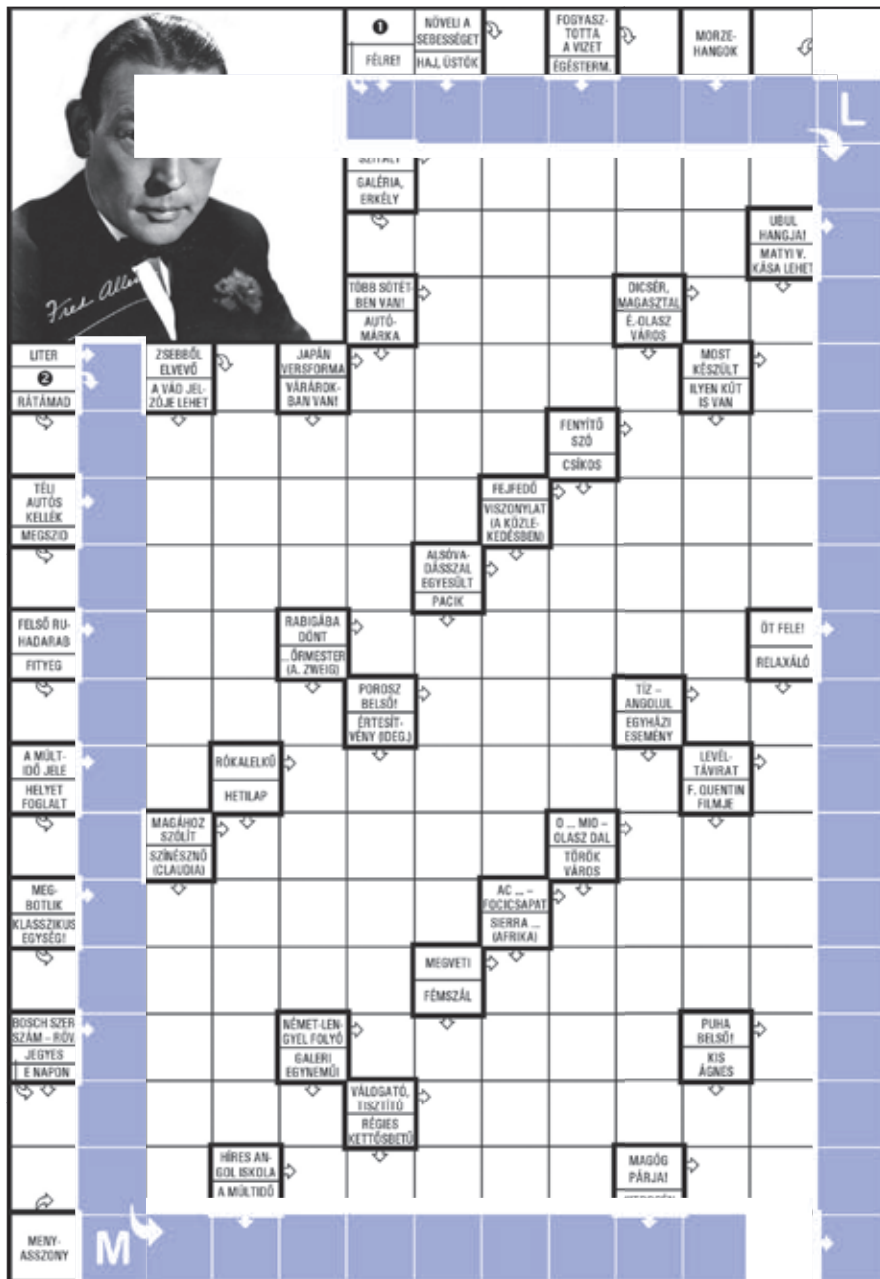 ❶
FÉLRE!
NÖVELI A
SEBESSÉGET
HAJ, ÜSTÖK
FOGYASZ-
TOTTA
A VIZET
ÉGÉSTERM.
MORZE-
HANGOK
L
GALÉRIA,
ERKÉLY
UBUL
HANGJAI
MATYI V.
KÁSA LEHET
Fred Allen
TÖBB SÖTÉT-
BEN VAN!
AUTÓ-
MÁRKA
DICSÉR,
MAGASZTAL
É.-OLASZ
VÁROS
LITER
❷
RÁTÁMAD
ZSEBBŐL
ELVEVŐ
A VÁD JEL-
ZŐJE LEHET
JAPÁN
VERSFORMA
VÁRÁROK-
BAN VAN!
MOST
KÉSZÜLT
ILYEN KÚT
IS VAN
FENYÍTŐ
SZÓ
CSÍKOS
TÉLI
AUTÓS
KELLÉK
MEGSZID
FEJFEDŐ
VISZONYLAT
(A KÖZLE-
KEDÉSBEN)
ALSÓVA-
DÁSSZAL
EGYESÜLT
PACIK
FELSŐ RU-
HADARAB
FITYEG
RABIGÁBA
DÖNT
... ŐRMESTER
(A. ZWEIG)
ÖT FELE!
RELAXÁLÓ
POROSZ
BELSŐ!
ÉRTESÍT-
VÉNY (IDEG.)
TÍZ –
ANGOLUL
EGYHÁZI
ESEMÉNY
A MÚLT-
IDŐ JELE
HELYET
FOGLALT
RÓKALELKŰ
HETILAP
LEVÉL-
TÁVIRAT
F. QUENTIN
FILMJE
MAGÁHOZ
SZÓLÍT
SZÍNÉSZNŐ
(CLAUDIA)
O ... MIO –
OLASZ DAL
TÖRÖK
VÁROS
MEG-
BOTLIK
KLASSZIKUS
EGYSÉG!
AC ... –
FOCICSAPAT
SIERRA ...
(AFRIKA)
MEGVETI
FÉMSZÁL
BOSCH SZER
SZÁM – RÖV.
JEGYES
E NAPON
NÉMET-LEN-
GYEL FOLYÓ
GALERI
EGYNEMŰI
PUHA
BELSŐ!
KIS
ÁGNES
VÁLOGATÓ,
TISZTÍTÓ
RÉGIES
KETTŐSBETŰ
HÍRES AN-
GOL ISKOLA
A MÚLTIDŐ
MAGÓG
PÁRJA!
MENY-
ASSZONY
M